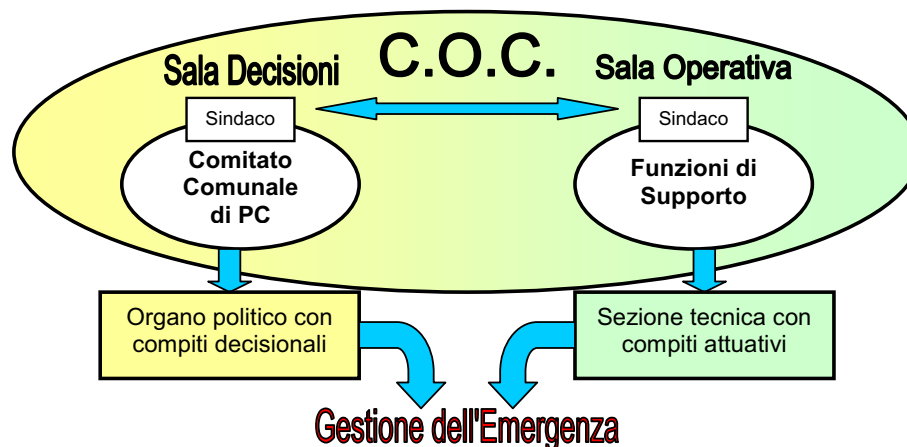 C.O.C.
Sala Decisioni
Sala Operativa
Sindaco
Comitato
Comunale
di PC
Sindaco
Funzioni di
Supporto
Organo politico con
compiti decisionali
Sezione tecnica con
compiti attuativi
Gestione dell'Emergenza